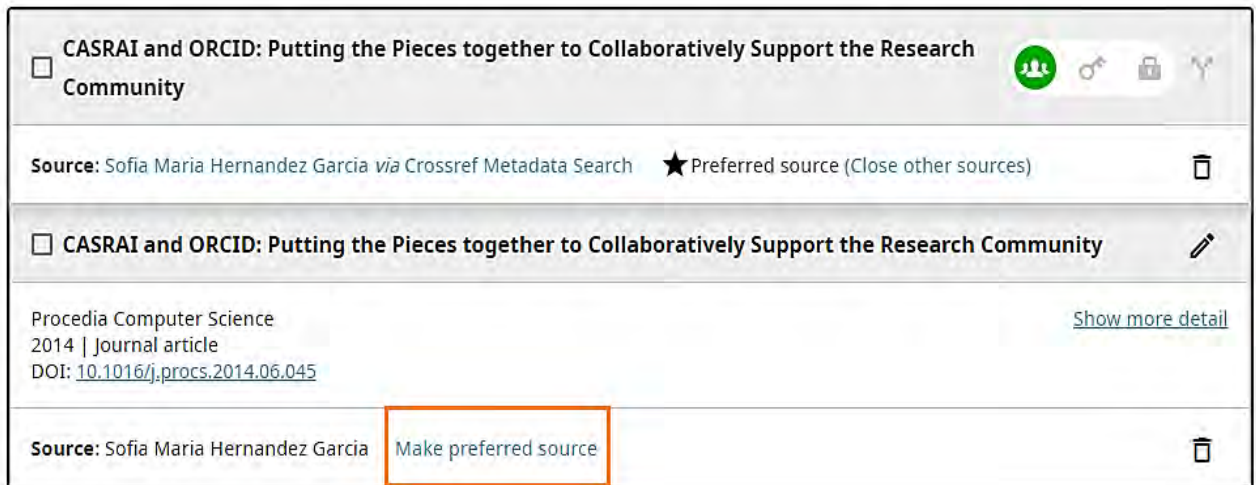 CASRAI and ORCID: Putting the Pieces together to Collaboratively Support the Research
Community
Source: Sofia Maria Hernandez Garcia via Crossref Metadata Search ★Preferred source (Close other sources)
CASRAI and ORCID: Putting the Pieces together to Collaboratively Support the Research Community
Procedia Computer Science Show more detail
2014 | Journal article
DOI: 10.1016/j.procs.2014.06.045
Source: Sofia Maria Hernandez Garcia Make preferred source